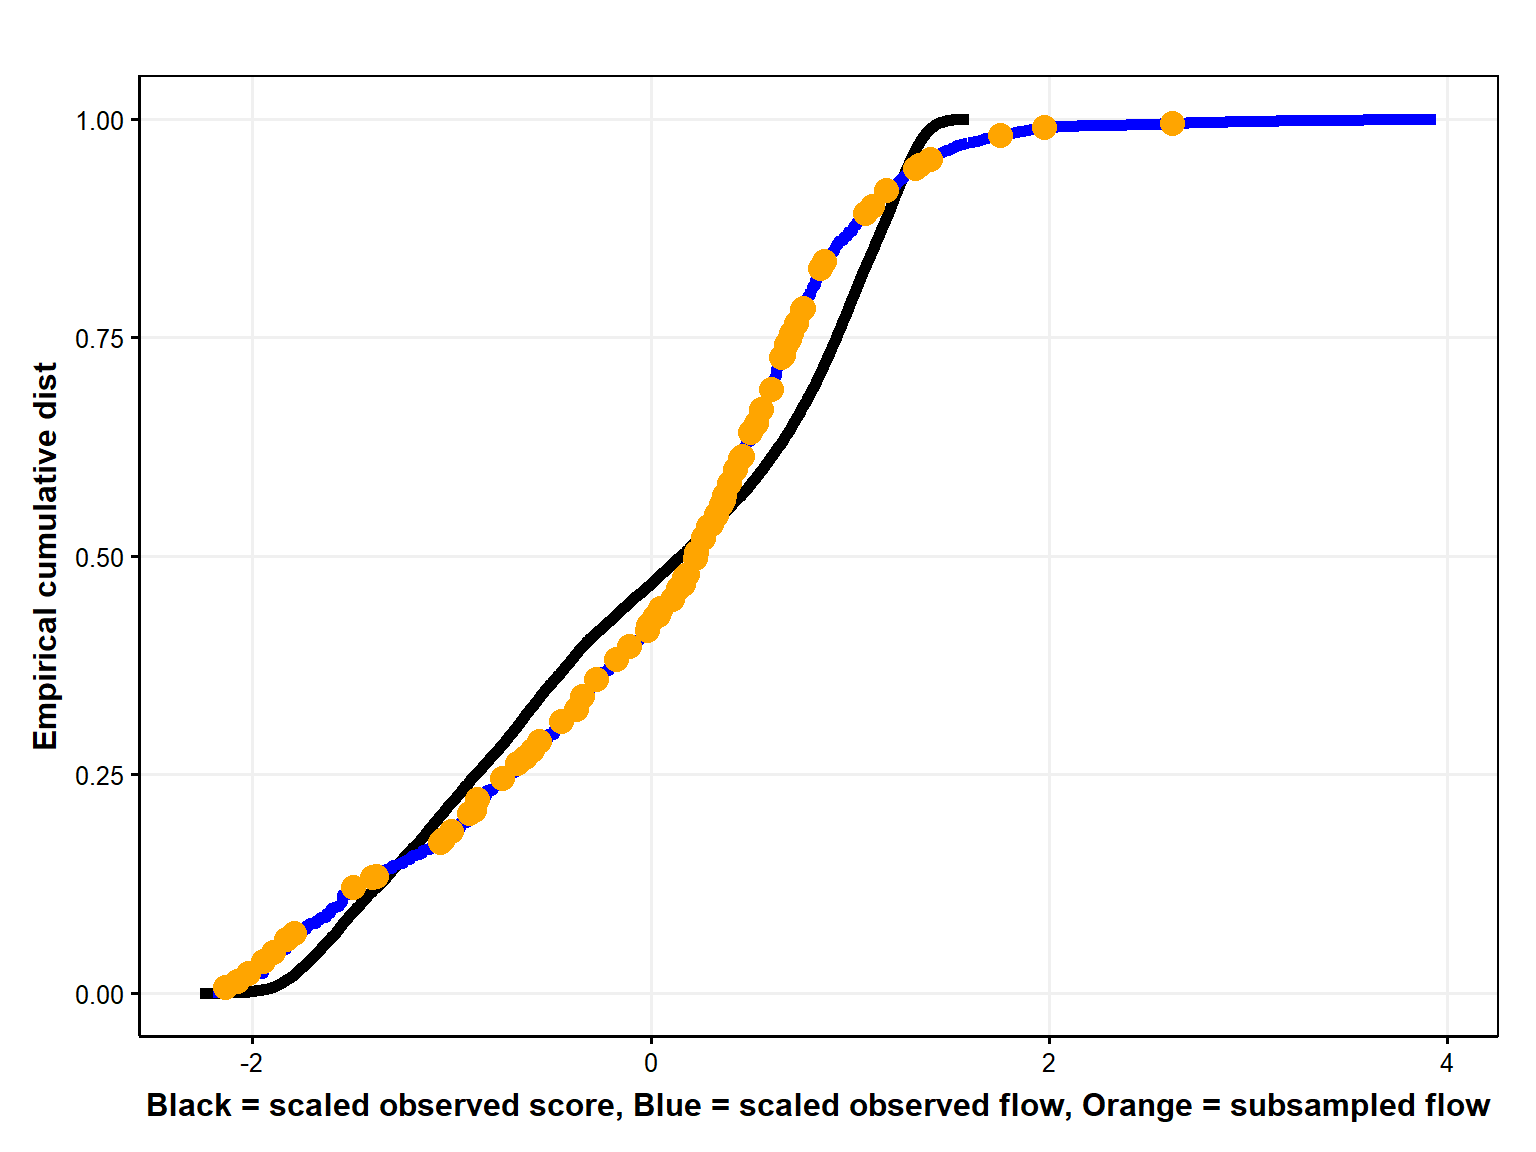 Empirical cumulative dist
1.00
0.75
0.50
0.25
0.00
-2 0 2 4
Black = scaled observed score, Blue = scaled observed flow, Orange = subsampled flow